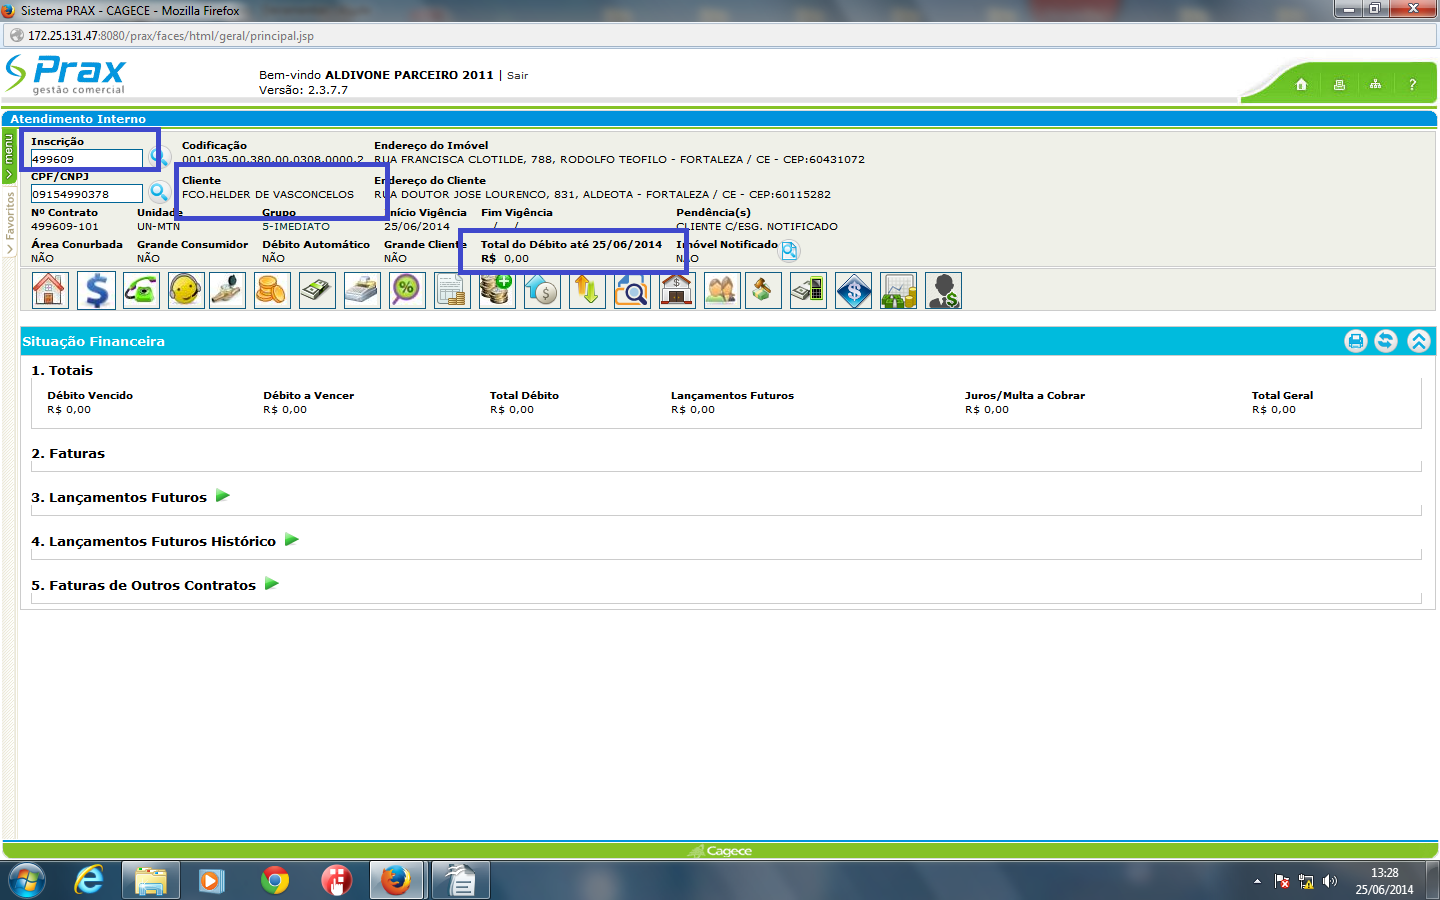 Sistema PRAX - CAGECE - Mozilla Firefox
172.25.131.47:8080/prax/faces/html/geral/principal.jsp
Prax
gestão comercial
Bem-vindo ALDIVONE PARCEIRO 2011 | Sair
Versão: 2.3.7.7
?
Atendimento Interno
menu
Favoritos
Inscrição Codificação Endereço do Imóvel
499609 001.035.00.380.00.0308.0000.2 RUA FRANCISCA CLOTILDE, 788, RODOLFO TEOFILO - FORTALEZA / CE - CEP:60431072
CPF/CNPJ Cliente Endereço do Cliente
09154990378 FCO.HELDER DE VASCONCELOS RUA DOUTOR JOSE LOURENCO, 831, ALDEOTA - FORTALEZA / CE - CEP:60115282
Nº Contrato Unidade Grupo Início Vigência Fim Vigência Pendência(s)
499609-101 UN-MTN 5-IMEDIATO 25/06/2014 __/__/__ CLIENTE C/ESG. NOTIFICADO
Área Conurbada Grande Consumidor Débito Automático Grande Cliente Total do Débito até 25/06/2014 Imóvel Notificado
NÃO NÃO NÃO NÃO R$ 0,00 NÃO
Situação Financeira
1. Totais
Débito Vencido Débito a Vencer Total Débito Lançamentos Futuros Juros/Multa a Cobrar Total Geral
R$ 0,00 R$ 0,00 R$ 0,00 R$ 0,00 R$ 0,00 R$ 0,00
2. Faturas
3. Lançamentos Futuros
4. Lançamentos Futuros Histórico
5. Faturas de Outros Contratos
Cagece
13:28
25/06/2014